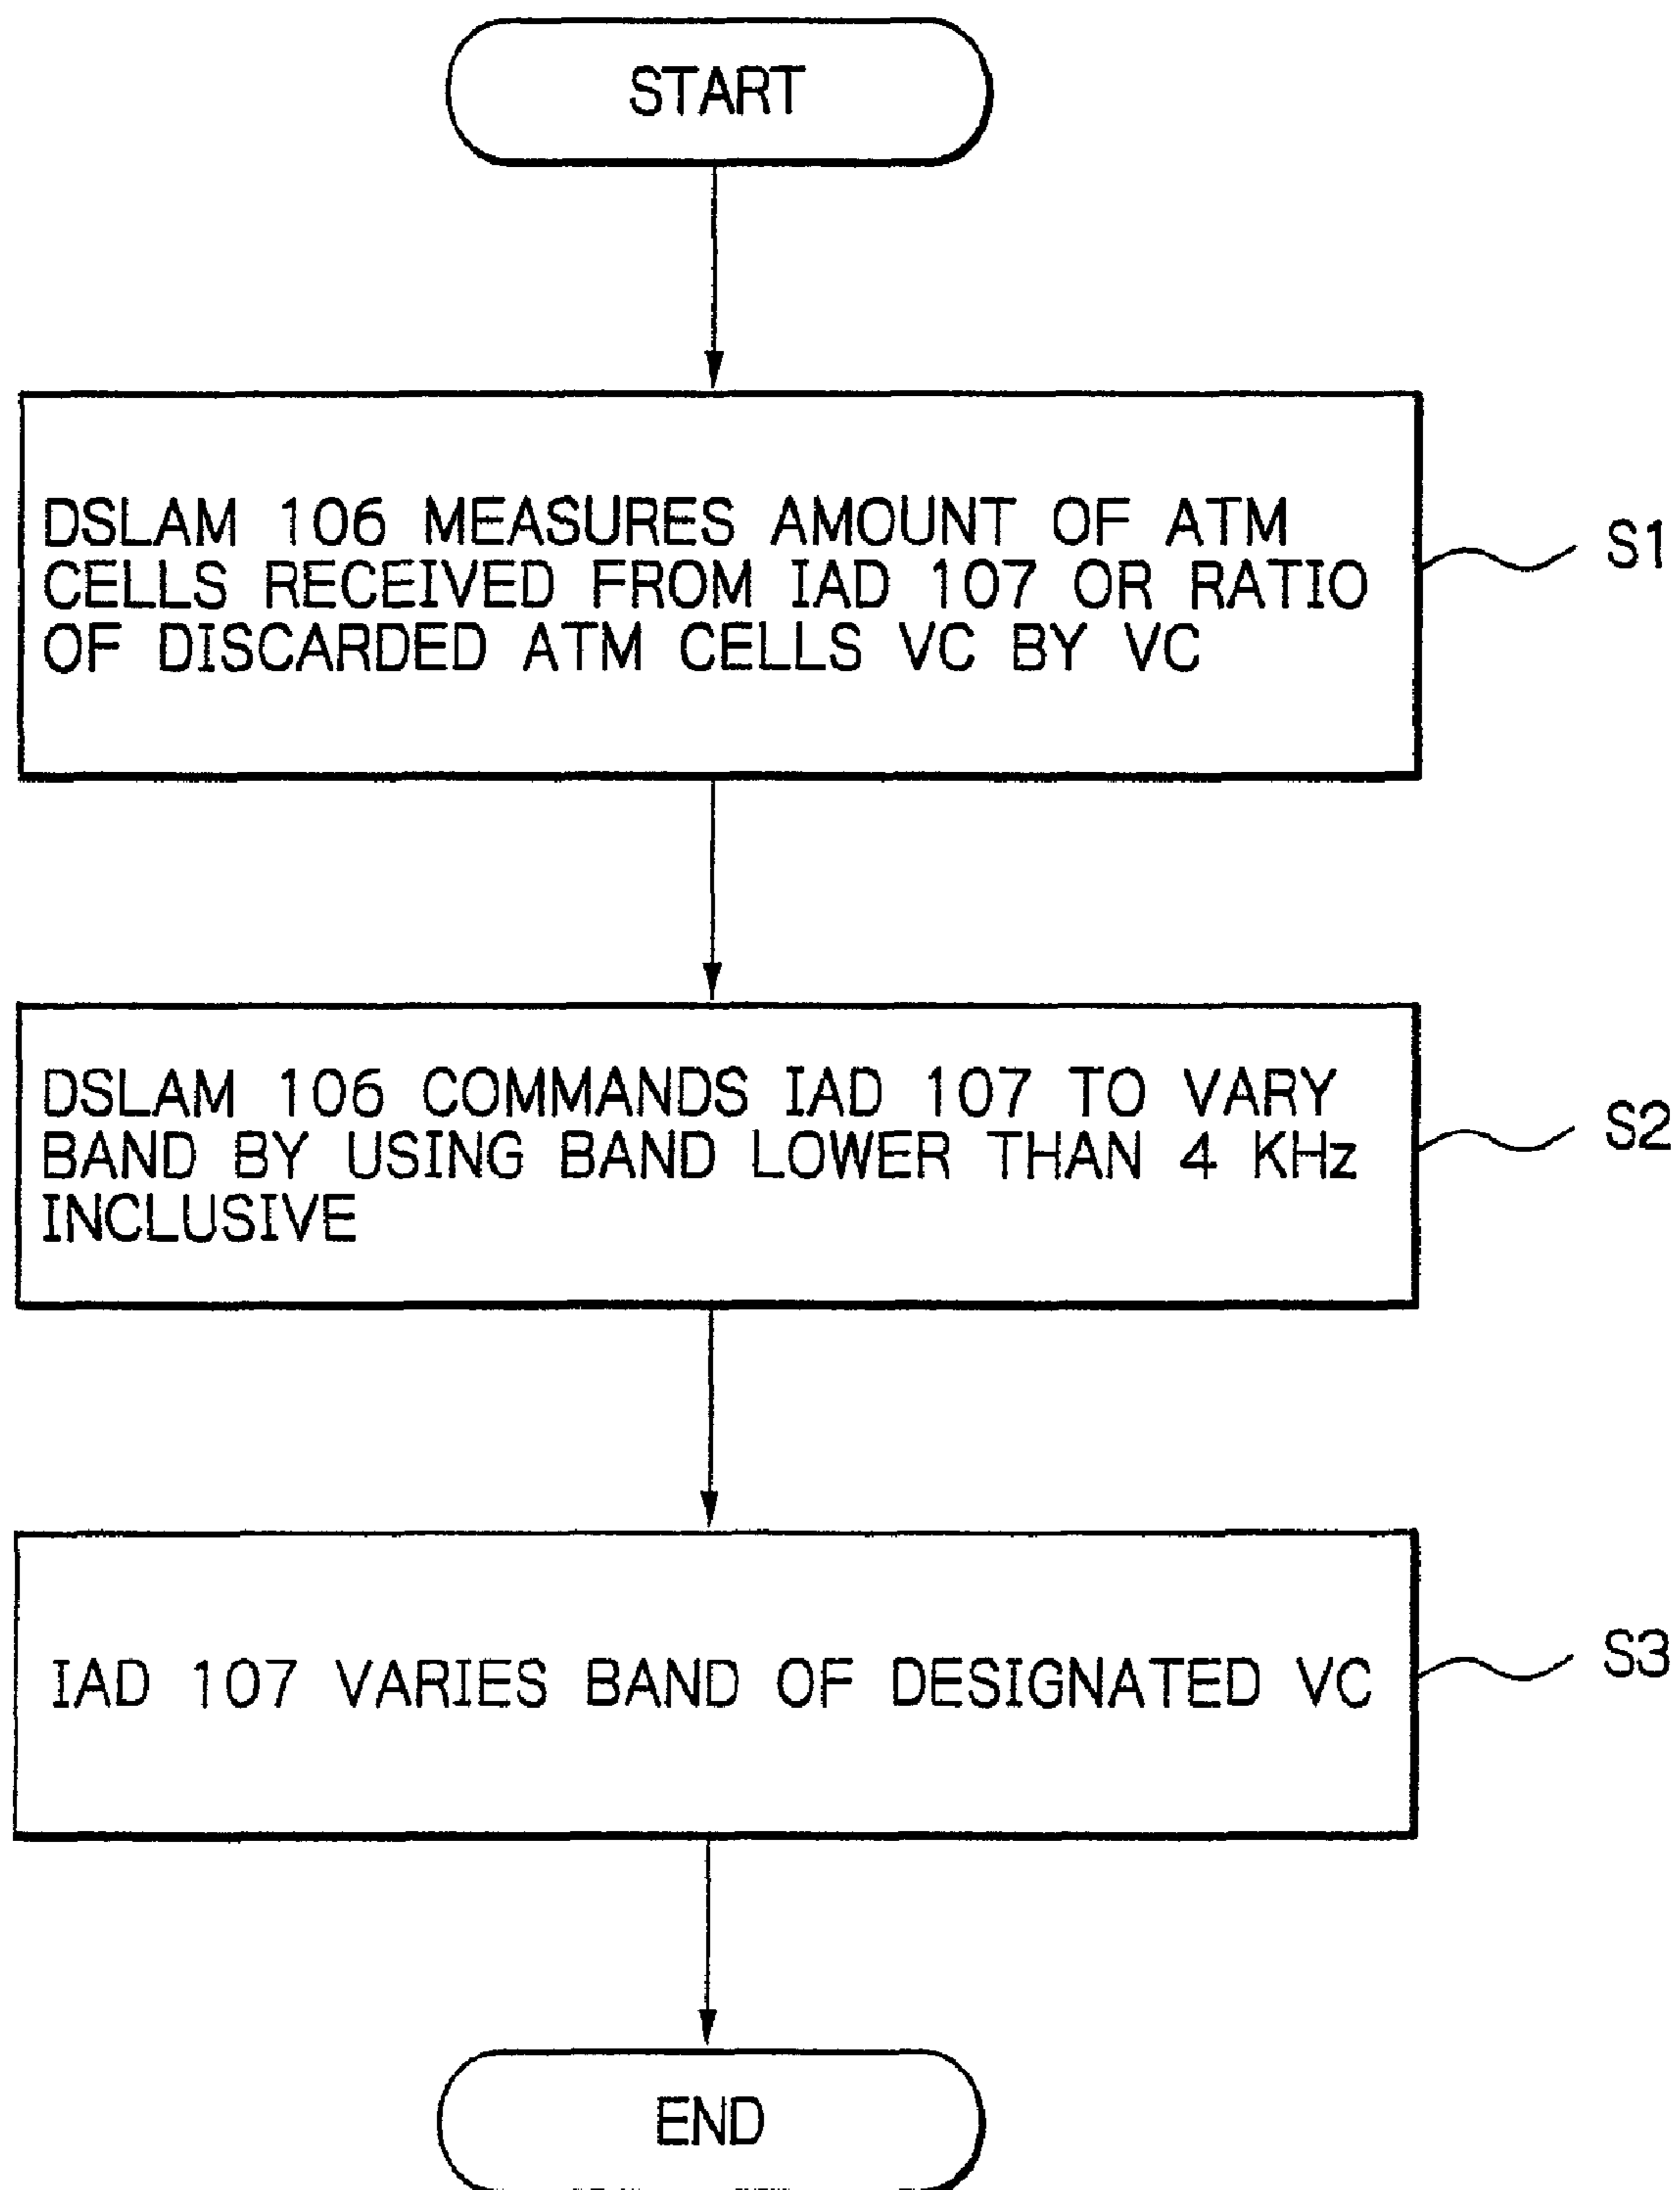 START
DSLAM 106 MEASURES AMOUNT OF ATM
CELLS RECEIVED FROM IAD 107 OR RATIO
OF DISCARDED ATM CELLS VC BY VC
S1
DSLAM 106 COMMANDS IAD 107 TO VARY
BAND BY USING BAND LOWER THAN 4 KHz
INCLUSIVE
S2
IAD 107 VARIES BAND OF DESIGNATED VC
S3
END